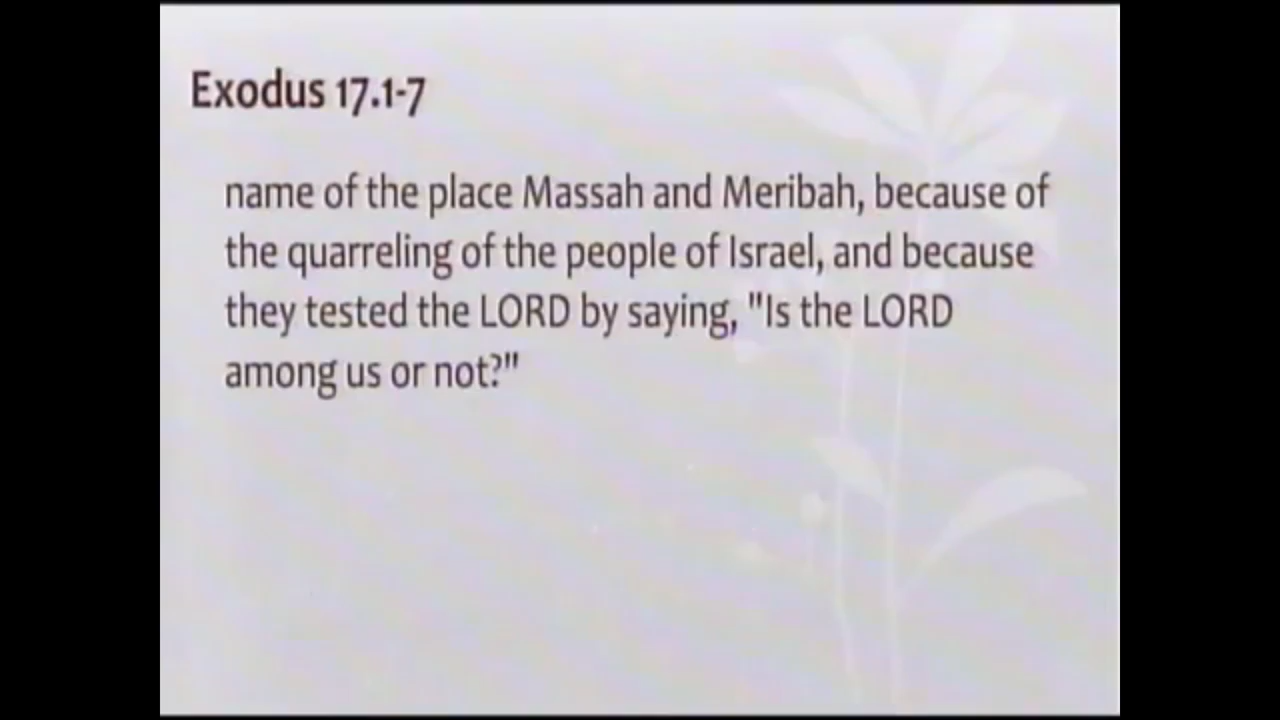 Exodus 17.1-7
name of the place Massah and Meribah, because of
the quarreling of the people of Israel, and because
they tested the LORD by saying, "Is the LORD
among us or not?"